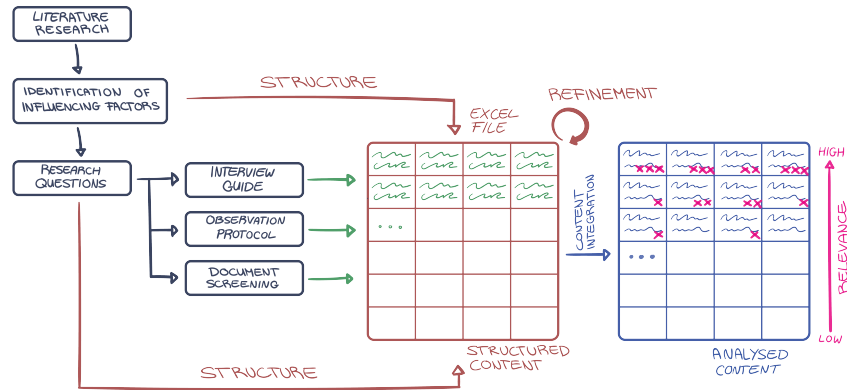 LITERATURE
RESEARCH
IDENTIFICATION OF
INFLUENCING FACTORS
RESEARCH
QUESTIONS
INTERVIEW
GUIDE
OBSERVATION
PROTOCOL
DOCUMENT
SCREENING
STRUCTURE
STRUCTURE
EXCEL
FILE
REFINEMENT
STRUCTURED
CONTENT
CONTENT
INTEGRATION
ANALYSED
CONTENT
HIGH
RELEVANCE
LOW